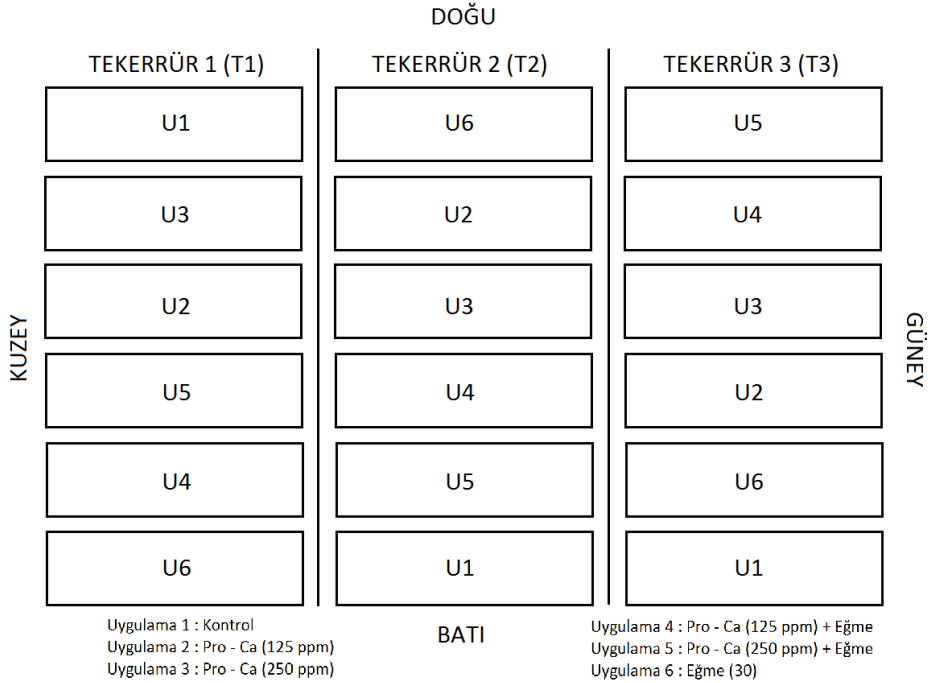 DOĞU
TEKERRÜR 1 (T1) TEKERRÜR 2 (T2) TEKERRÜR 3 (T3)
U1 U6 U5
U3 U2 U4
U2 U3 U3
KUZEY
GÜNEY
U5 U4 U2
U4 U5 U6
U6 U1 U1
BATI
Uygulama 1 : Kontrol
Uygulama 2 : Pro - Ca (125 ppm)
Uygulama 3 : Pro - Ca (250 ppm)
Uygulama 4 : Pro - Ca (125 ppm) + Eğme
Uygulama 5 : Pro - Ca (250 ppm) + Eğme
Uygulama 6 : Eğme (30)